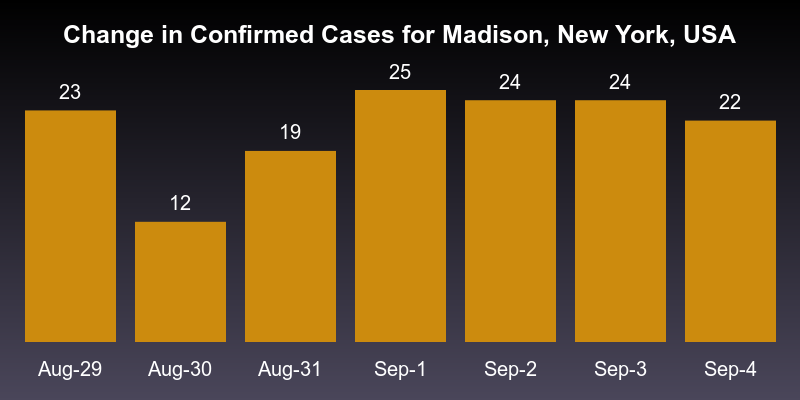 Change in Confirmed Cases for Madison, New York, USA
23 12 19 25 24 24 22
Aug-29 Aug-30 Aug-31 Sep-1 Sep-2 Sep-3 Sep-4